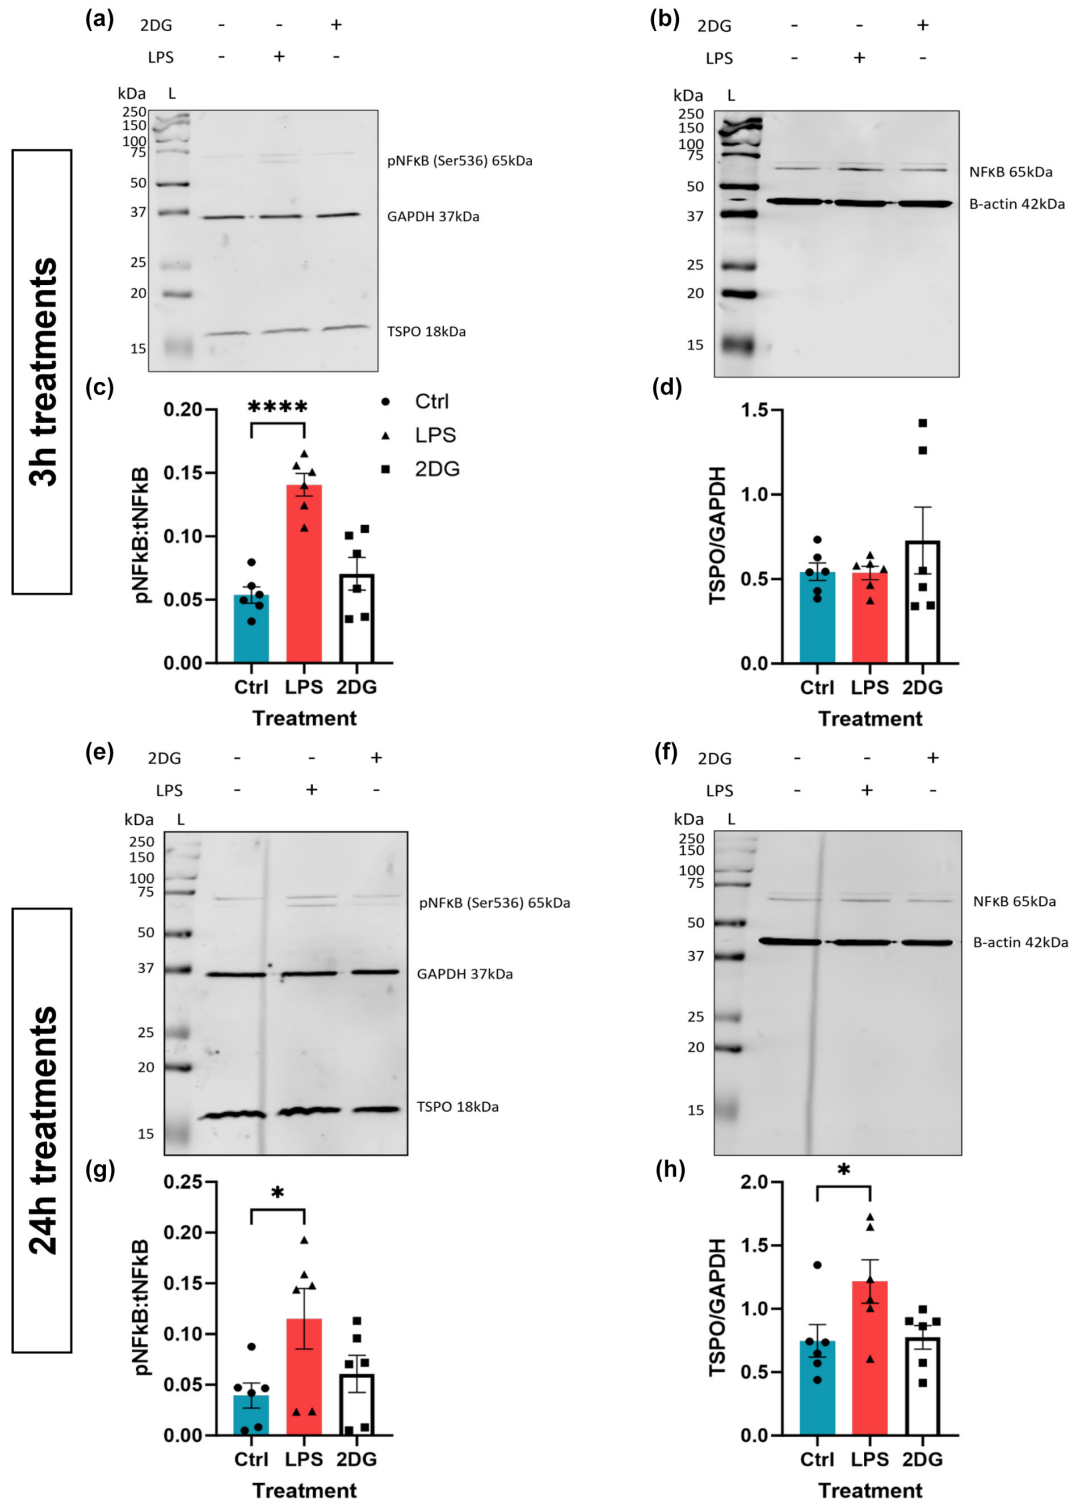 (a)
2DG - - +
LPS - + -
kDa L
250
150
100
75
50
37
25
20
15
pNFκB (Ser536) 65kDa
GAPDH 37kDa
TSPO 18kDa
(b)
2DG - - +
LPS - + -
kDa L
250
150
100
75
50
37
25
20
15
NFκB 65kDa
B-actin 42kDa
3h treatments
(c)
0.20
0.15
0.10
0.05
0.00
pNFkB:tNFkB
****
Ctrl
LPS
2DG
Ctrl LPS 2DG
Treatment
(d)
1.5
1.0
0.5
0.0
TSPO/GAPDH
Ctrl LPS 2DG
Treatment
(e)
2DG - - +
LPS - + -
kDa L
250
150
100
75
50
37
25
20
15
pNFκB (Ser536) 65kDa
GAPDH 37kDa
TSPO 18kDa
(f)
2DG - - +
LPS - + -
kDa L
250
150
100
75
50
37
25
20
15
NFκB 65kDa
B-actin 42kDa
24h treatments
(g)
0.25
0.20
0.15
0.10
0.05
0.00
pNFkB:tNFkB
*
Ctrl LPS 2DG
Treatment
(h)
2.0
1.5
1.0
0.5
0.0
TSPO/GAPDH
*
Ctrl LPS 2DG
Treatment